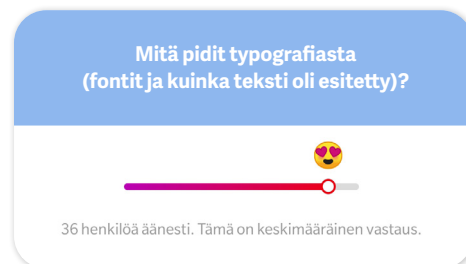 Mitä pidit typografiasta
(fontit ja kuinka teksti oli esitetty)?
36 henkilöä äänesti. Tämä on keskimääräinen vastaus.